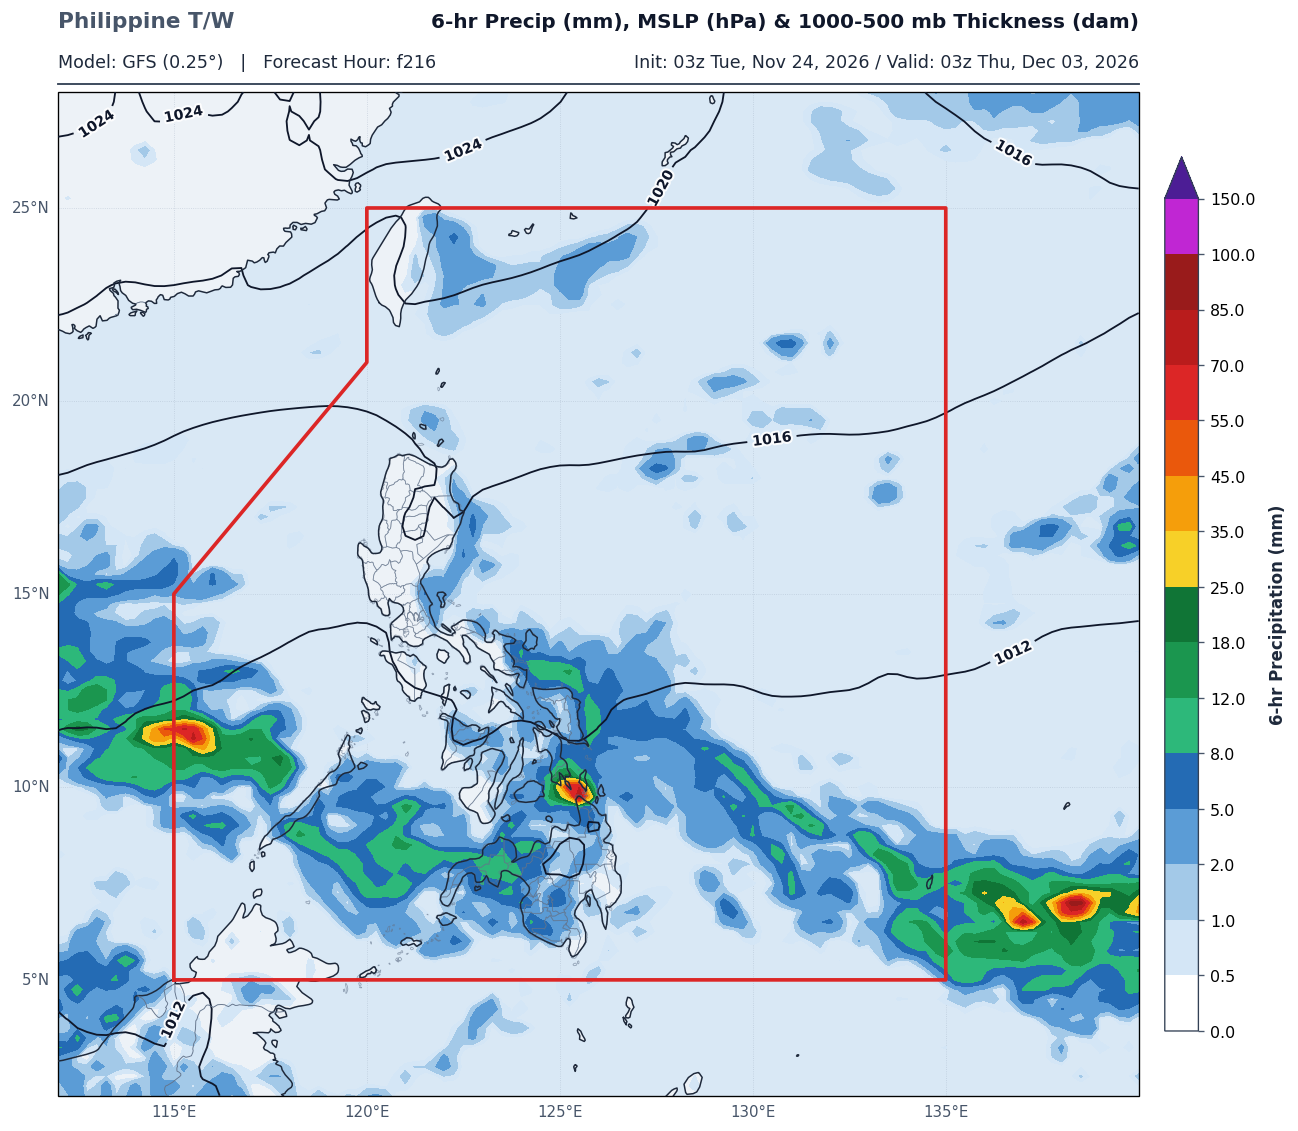 Philippine T/W
6-hr Precip (mm), MSLP (hPa) & 1000-500 mb Thickness (dam)
Model: GFS (0.25°) | Forecast Hour: f216
Init: 03z Tue, Nov 24, 2026 / Valid: 03z Thu, Dec 03, 2026
1024
1024
1024
1016
1020
1016
1012
1012
25°N
20°N
15°N
10°N
5°N
115°E
120°E
125°E
130°E
135°E
150.0
100.0
85.0
70.0
55.0
45.0
35.0
25.0
18.0
12.0
8.0
5.0
2.0
1.0
0.5
0.0
6-hr Precipitation (mm)